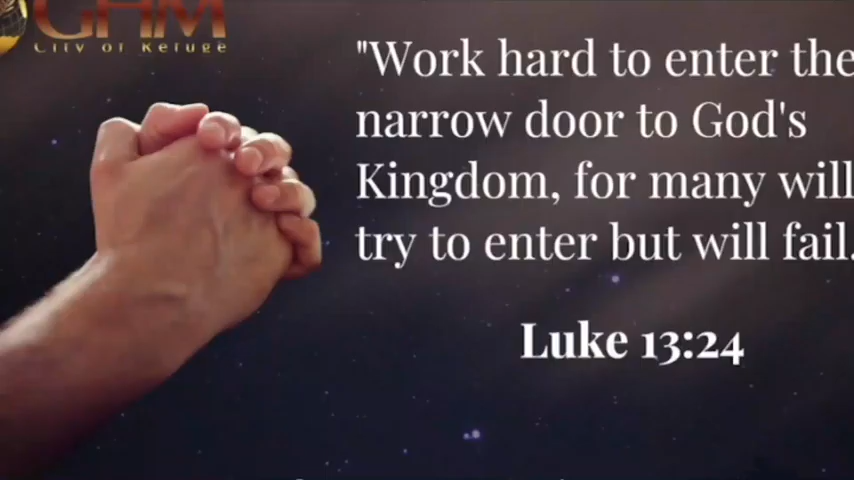 GHM
City of Refuge
"Work hard to enter the
narrow door to God's
Kingdom, for many will
try to enter but will fail.
Luke 13:24